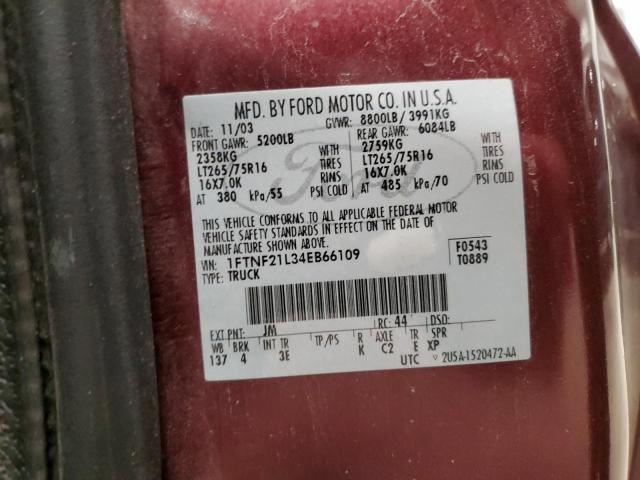 MFD. BY FORD MOTOR CO. IN U.S.A.
DATE: 11/03 GVWR: 8800LB/ 3991KG
FRONT GAWR: 5200LB REAR GAWR: 6084LB
2358KG WITH 2759KG WITH
LT265/75R16 TIRES LT265/75R16 TIRES
16X7.0K RIMS 16X7.0K RIMS
AT 380 kPa/55 PSI COLD AT 485 kPa/70 PSI COLD
Ford
THIS VEHICLE CONFORMS TO ALL APPLICABLE FEDERAL MOTOR
VEHICLE SAFETY STANDARDS IN EFFECT ON THE DATE OF
MANUFACTURE SHOWN ABOVE.
VIN: 1FTNF21L34EB66109 F0543
TYPE: TRUCK T0889
EXT PNT: JM RC: 44 DSO:
WB BRK INT TR TP/PS R AXLE TR SPR
137 4 3E K C2 E XP
UTC 2U5A-1520472-AA